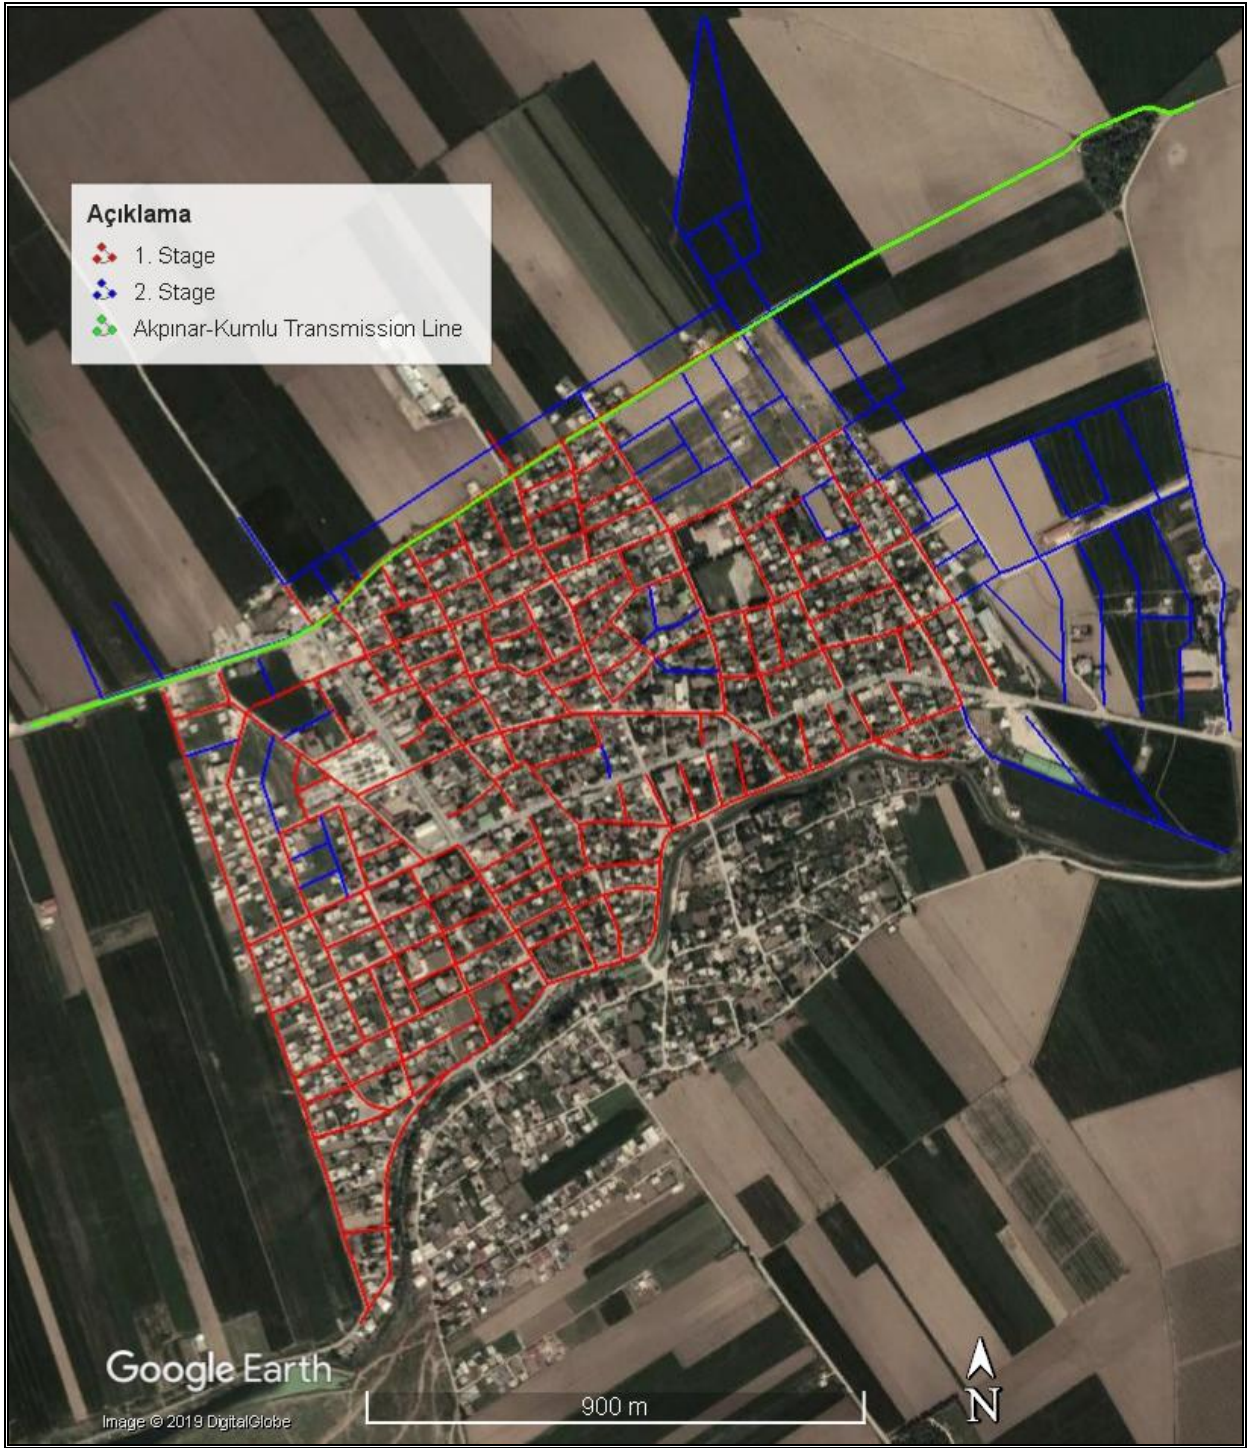 Açıklama
1. Stage
2. Stage
Akpınar-Kumlu Transmission Line
Google Earth
Image © 2019 DigitalGlobe
900 m
N